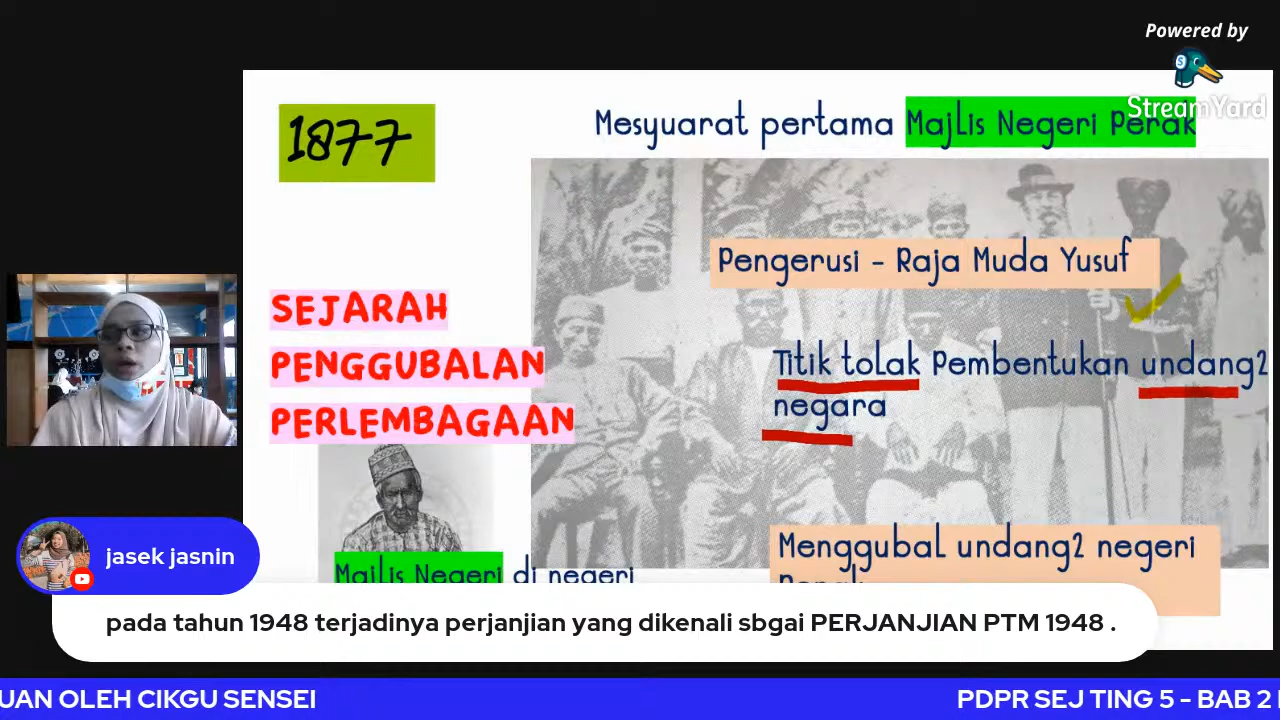 Powered by
StreamYard
1877
Mesyuarat pertama Majlis Negeri Perak
Pengerusi - Raja Muda Yusuf
SEJARAH
PENGGUBALAN
PERLEMBAGAAN
Titik tolak Pembentukan undang2
negara
Menggubal undang2 negeri
Majlis Negeri di negeri
jasek jasnin
pada tahun 1948 terjadinya perjanjian yang dikenali sbgai PERJANJIAN PTM 1948 .
UAN OLEH CIKGU SENSEI
PDPR SEJ TING 5 - BAB 2